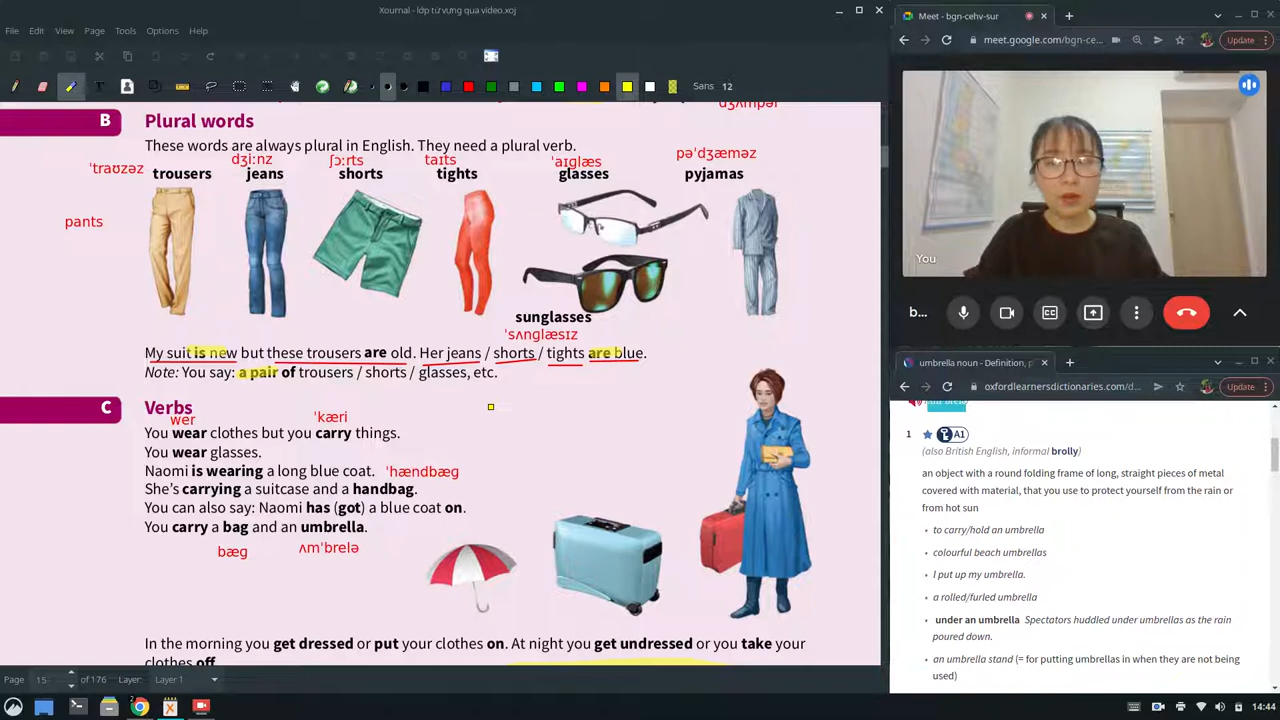 Xournal - lớp từ vựng qua video.xoj
File Edit View Page Tools Options Help
Sans 12
dʒʌmpər
B Plural words
These words are always plural in English. They need a plural verb.
ˈtraʊzəz dʒiːnz ʃɔːrts taɪts ˈaɪɡlæs pəˈdʒæməz
trousers jeans shorts tights glasses pyjamas
pants
sunglasses
ˈsʌnɡlæsɪz
My suit is new but these trousers are old. Her jeans / shorts / tights are blue.
Note: You say: a pair of trousers / shorts / glasses, etc.
C Verbs
wer ˈkæri
You wear clothes but you carry things.
You wear glasses.
Naomi is wearing a long blue coat. ˈhændbæɡ
She's carrying a suitcase and a handbag.
You can also say: Naomi has (got) a blue coat on.
You carry a bag and an umbrella.
bæɡ ʌmˈbrelə
In the morning you get dressed or put your clothes on. At night you get undressed or you take your
clothes off
Page 15 of 176 Layer: Layer 1
Meet - bgn-cehv-sur
meet.google.com/bgn-ce...
Update
You
b...
umbrella noun - Definition, p
oxfordlearnersdictionaries.com/d...
Update
1 A1
(also British English, informal brolly)
an object with a round folding frame of long, straight pieces of metal
covered with material, that you use to protect yourself from the rain or
from hot sun
to carry/hold an umbrella
colourful beach umbrellas
I put up my umbrella.
a rolled/furled umbrella
under an umbrella Spectators huddled under umbrellas as the rain
poured down.
an umbrella stand (= for putting umbrellas in when they are not being
used)
2
14:44